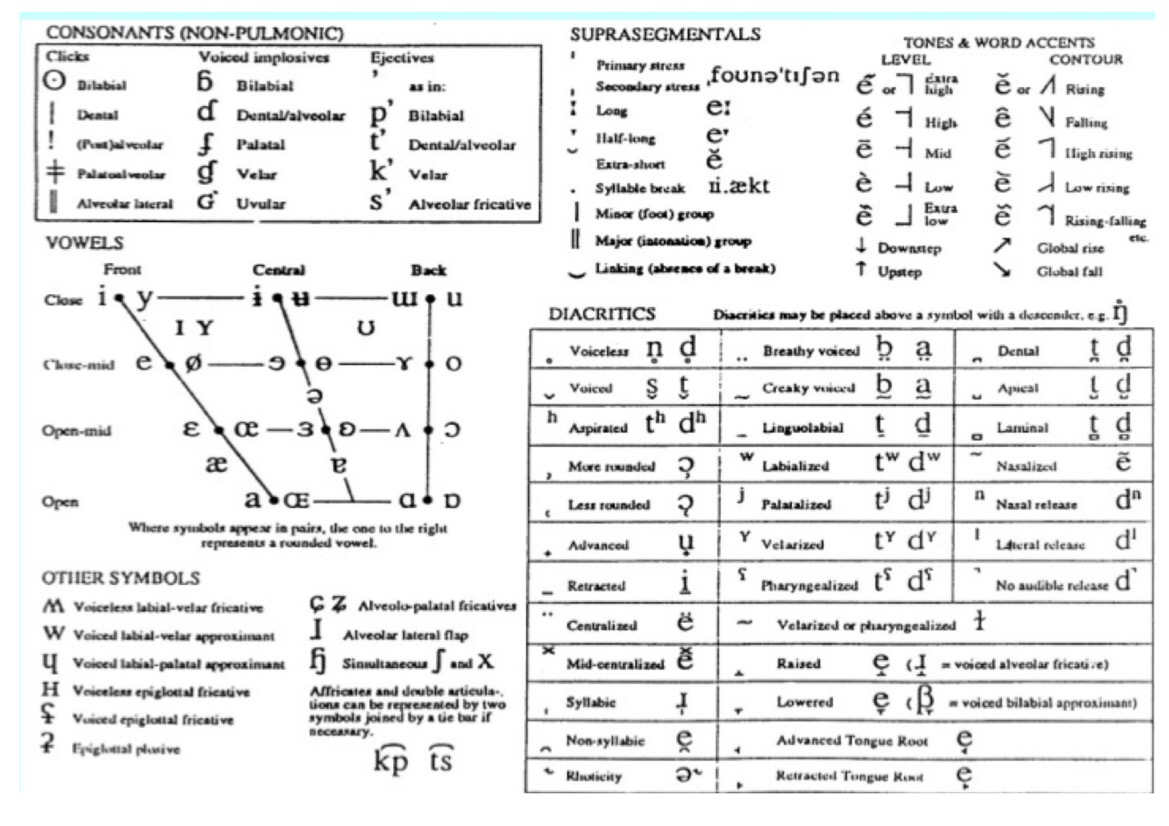 CONSONANTS (NON-PULMONIC)
Clicks Voiced implosives Ejectives
ʘ Bilabial ɓ Bilabial ʼ as in:
ǀ Dental ɗ Dental/alveolar pʼ Bilabial
ǃ (Post)alveolar ʄ Palatal tʼ Dental/alveolar
ǂ Palatoalveolar ɠ Velar kʼ Velar
ǁ Alveolar lateral ʛ Uvular sʼ Alveolar fricative
VOWELS
Front Central Back
Close i y ɨ ʉ ɯ u
ɪ ʏ ʊ
Close-mid e ø ɘ ɵ ɤ o
ə
Open-mid ɛ œ ɜ ʌ ɔ
æ ɐ
Open a ɶ ɑ ɒ
Where symbols appear in pairs, the one to the right
represents a rounded vowel.
OTHER SYMBOLS
ʍ Voiceless labial-velar fricative
w Voiced labial-velar approximant
ɥ Voiced labial-palatal approximant
ʜ Voiceless epiglottal fricative
ʢ Voiced epiglottal fricative
ʡ Epiglottal plosive
ɕ ʑ Alveolo-palatal fricatives
ɺ Alveolar lateral flap
ɧ Simultaneous ʃ and x
Affricates and double articula-
tions can be represented by two
symbols joined by a tie bar if
necessary.
k͡p t͡s
SUPRASEGMENTALS
ˈ Primary stress
ˌ Secondary stress ˌfoʊnəˈtɪʃən
ː Long eː
ˑ Half-long eˑ
˘ Extra-short ĕ
. Syllable break ɹi.ækt
| Minor (foot) group
‖ Major (intonation) group
‿ Linking (absence of a break)
TONES & WORD ACCENTS
LEVEL CONTOUR
e̋ or ˥ Extra high ě or ˩˥ Rising
é ˦ High ê ˥˩ Falling
ē ˧ Mid e᷄ High rising
è ˨ Low e᷅ Low rising
ȅ ˩ Extra low e᷈ Rising-falling
etc.
↓ Downstep ↗ Global rise
↑ Upstep ↘ Global fall
DIACRITICS Diacritics may be placed above a symbol with a descender, e.g. ŋ̊
̥ Voiceless n̥ d̥ ̤ Breathy voiced b̤ a̤ ̪ Dental t̪ d̪
̬ Voiced s̬ t̬ ̰ Creaky voiced b̰ a̰ ̺ Apical t̺ d̺
ʰ Aspirated tʰ dʰ ̼ Linguolabial t̼ d̼ ̻ Laminal t̻ d̻
̹ More rounded ɔ̹ ʷ Labialized tʷ dʷ ̃ Nasalized ẽ
̜ Less rounded ɔ̜ ʲ Palatalized tʲ dʲ ⁿ Nasal release dⁿ
̟ Advanced u̟ ˠ Velarized tˠ dˠ ˡ Lateral release dˡ
̠ Retracted i̠ ˤ Pharyngealized tˤ dˤ ̚ No audible release d̚
̈ Centralized ë ̴ Velarized or pharyngealized ɫ
̽ Mid-centralized e̽ ̝ Raised e̝ (ɹ̝ = voiced alveolar fricative)
̩ Syllabic ɹ̩ ̞ Lowered e̞ (β̞ = voiced bilabial approximant)
̯ Non-syllabic e̯ ̘ Advanced Tongue Root e̘
˞ Rhoticity ə˞ ̙ Retracted Tongue Root e̙